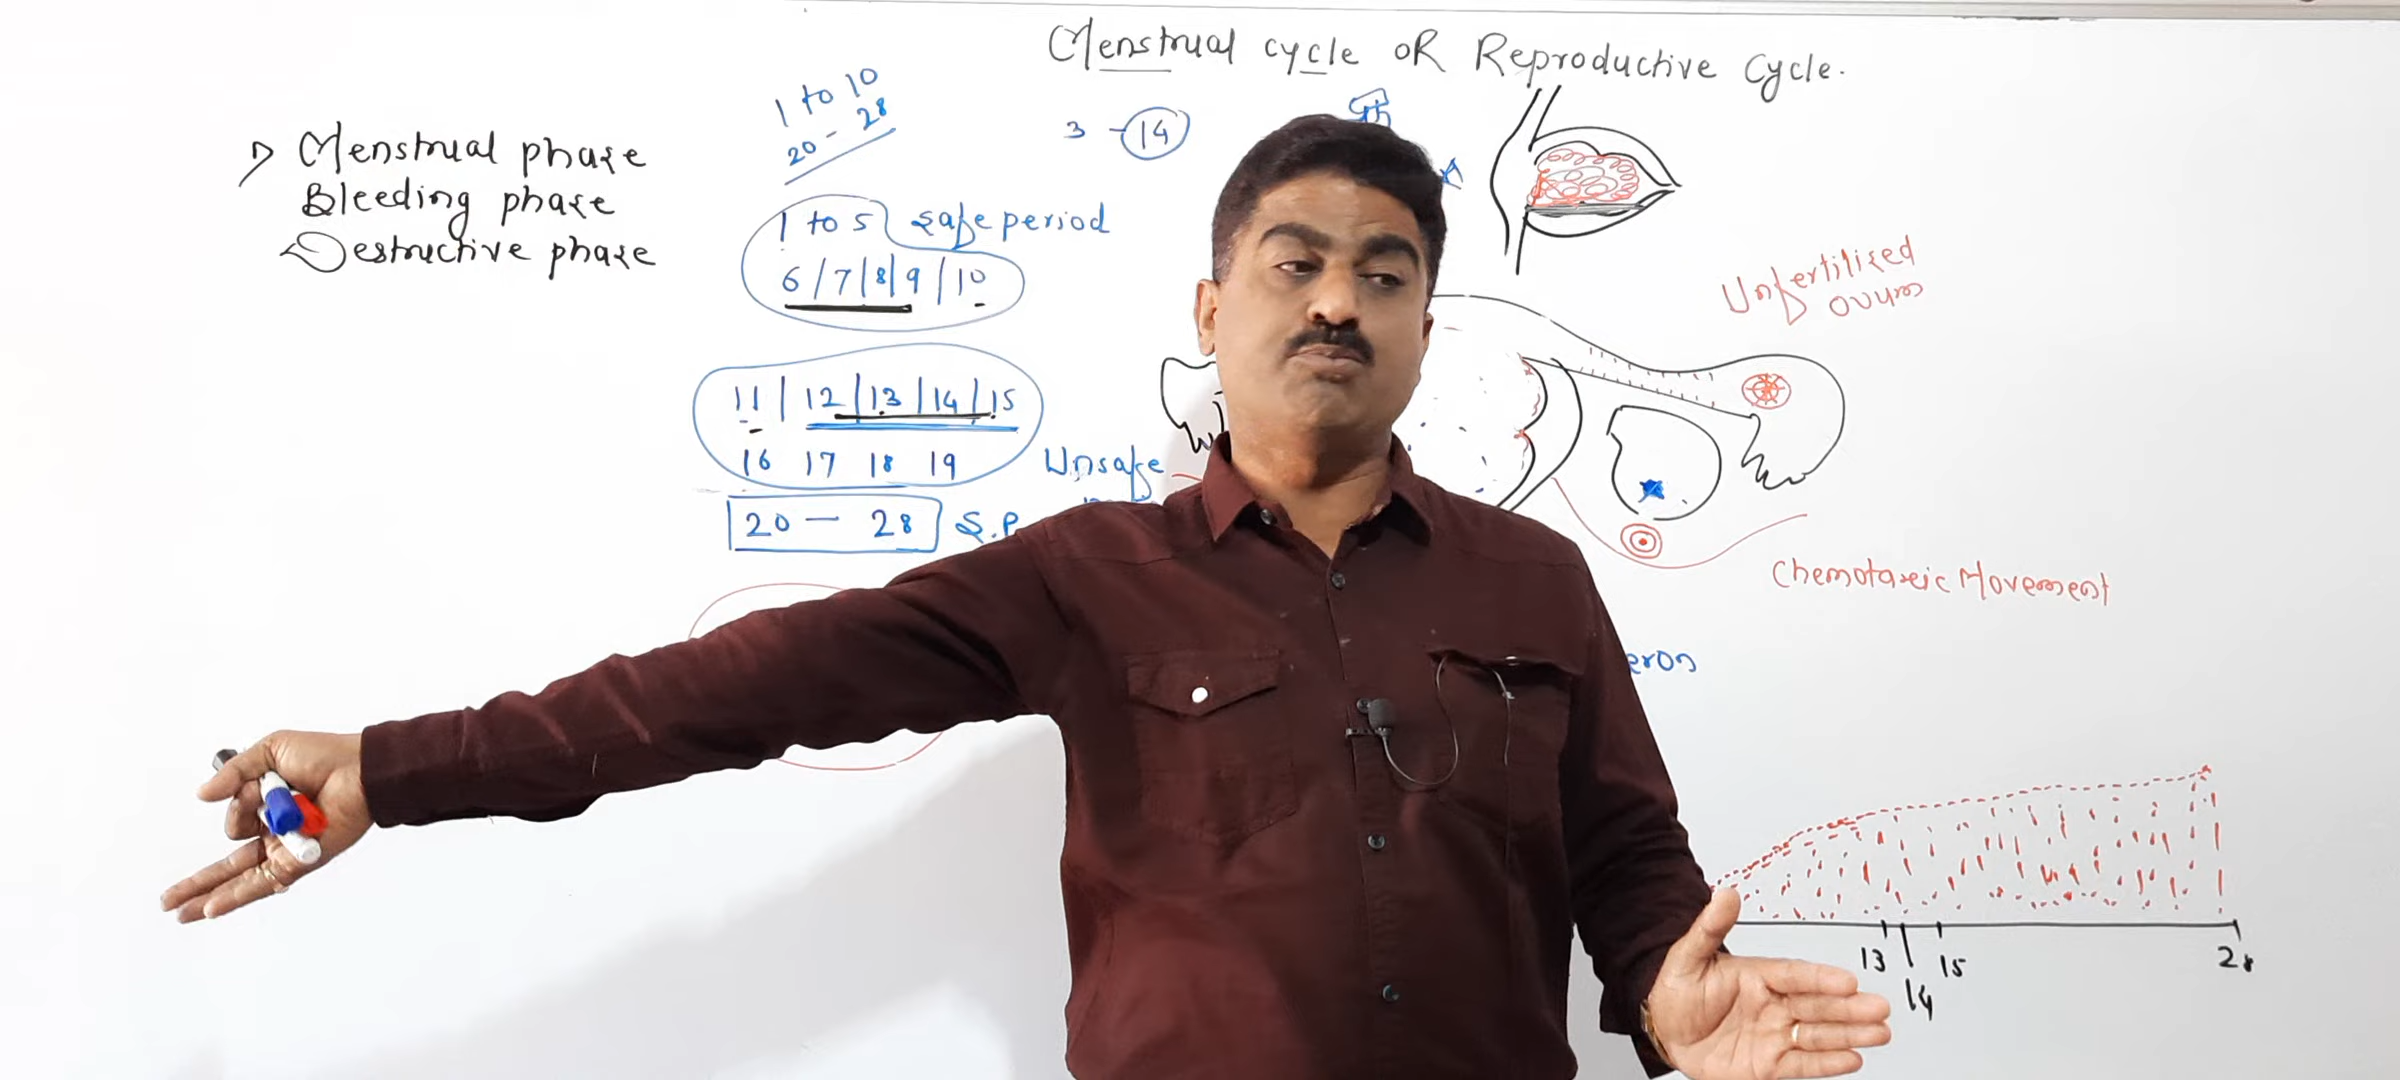 Menstrual cycle OR Reproductive Cycle.
1) Menstrual phase
Bleeding phase
Destructive phase
1 to 10
20 - 28
3 - 14
1 to 5 safe period
6 / 7 / 8 / 9 / 10
11 / 12 / 13 / 14 / 15
16 17 18 19 Unsafe
20 — 28 S.P
Unfertilized
ovum
Chemotaxeic Movement
eron
13 15 28
14